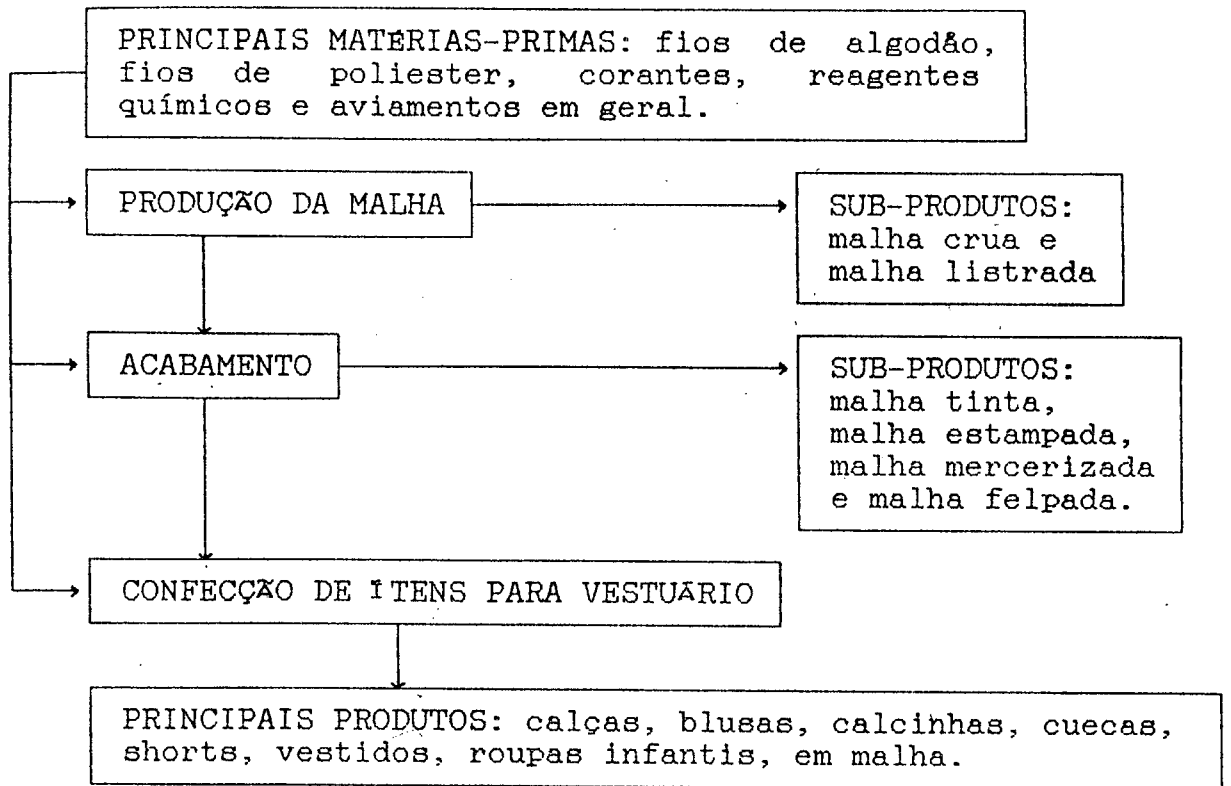 PRINCIPAIS MATÉRIAS-PRIMAS: fios de algodão,
fios de poliester, corantes, reagentes
químicos e aviamentos em geral.
PRODUÇÃO DA MALHA
SUB-PRODUTOS:
malha crua e
malha listrada
ACABAMENTO
SUB-PRODUTOS:
malha tinta,
malha estampada,
malha mercerizada
e malha felpada.
CONFECÇÃO DE ÍTENS PARA VESTUÁRIO
PRINCIPAIS PRODUTOS: calças, blusas, calcinhas, cuecas,
shorts, vestidos, roupas infantis, em malha.